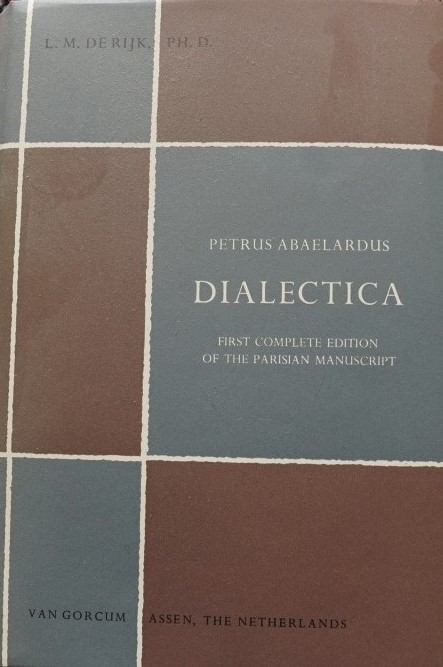 L. M. DE RIJK, PH. D.
PETRUS ABAELARDUS
DIALECTICA
FIRST COMPLETE EDITION
OF THE PARISIAN MANUSCRIPT
VAN GORCUM ASSEN, THE NETHERLANDS